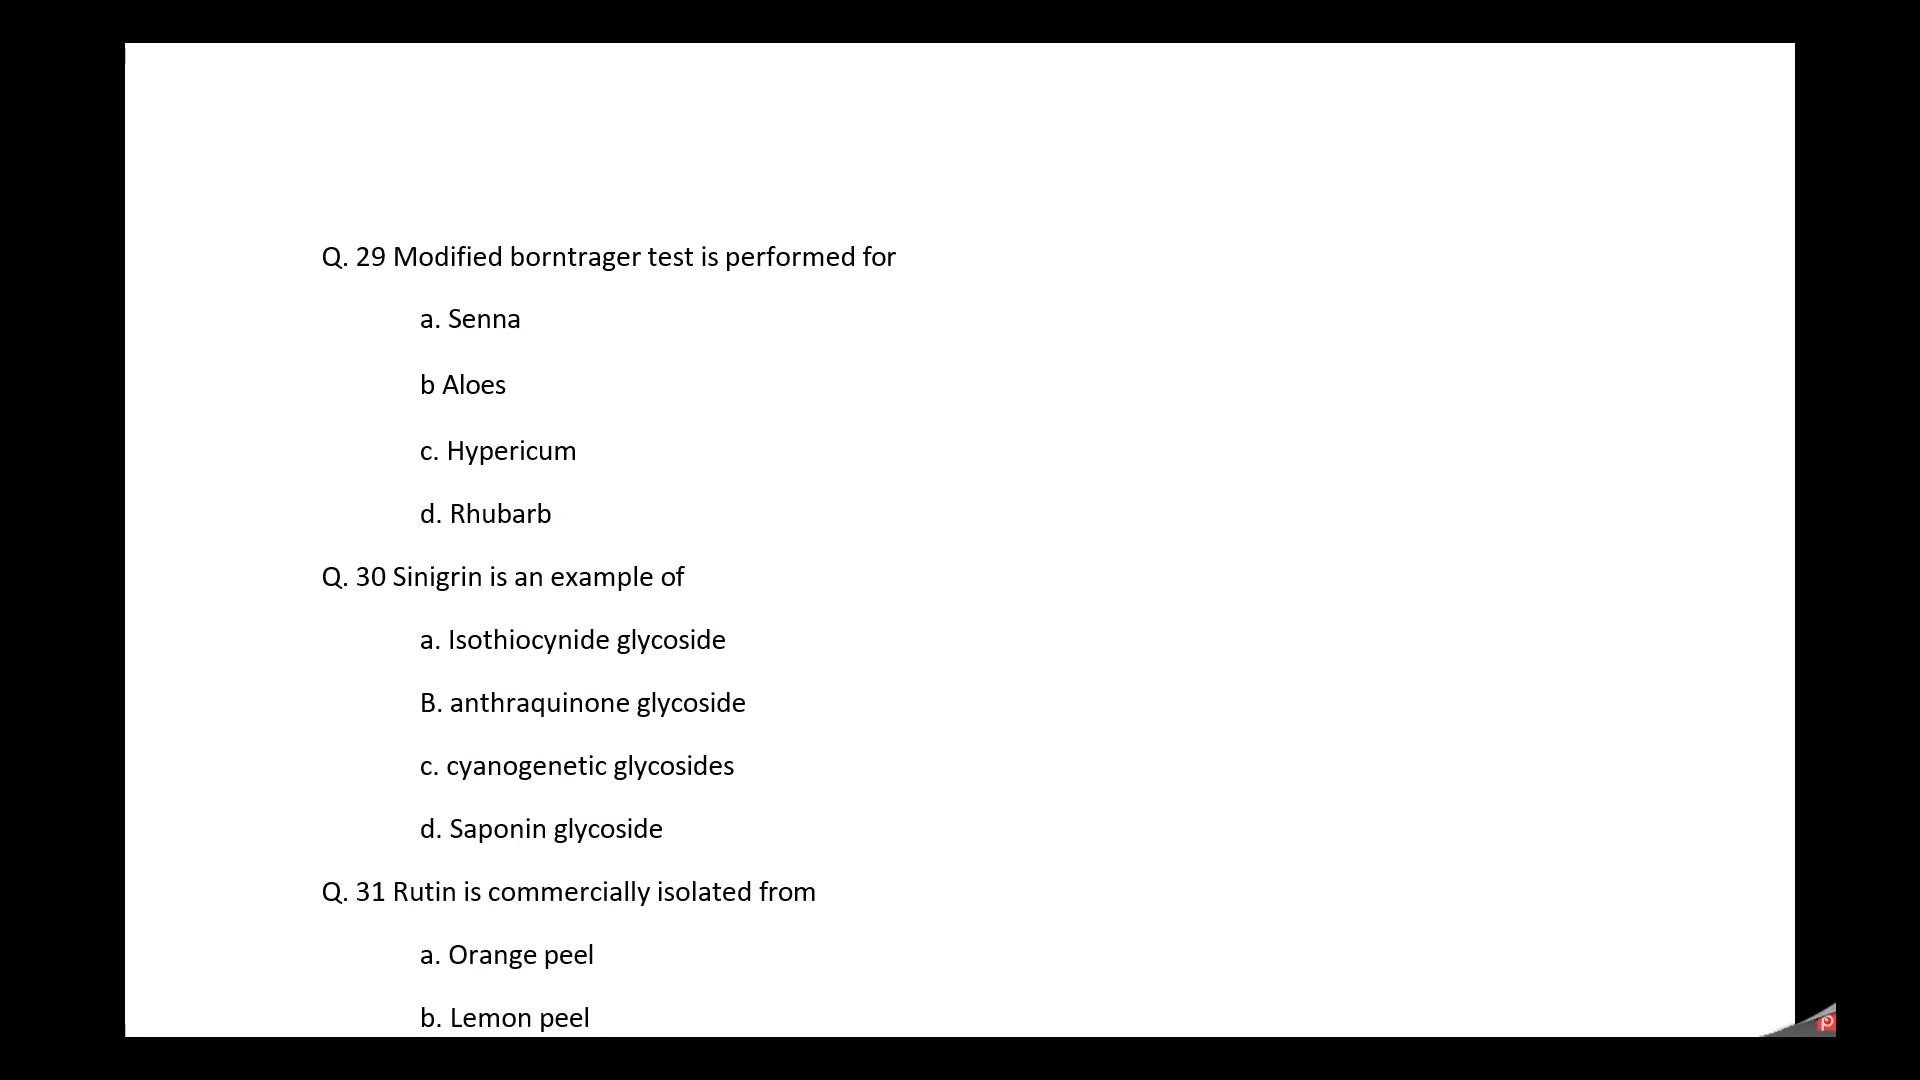 Q. 29 Modified borntrager test is performed for
a. Senna
b Aloes
c. Hypericum
d. Rhubarb
Q. 30 Sinigrin is an example of
a. Isothiocynide glycoside
B. anthraquinone glycoside
c. cyanogenetic glycosides
d. Saponin glycoside
Q. 31 Rutin is commercially isolated from
a. Orange peel
b. Lemon peel